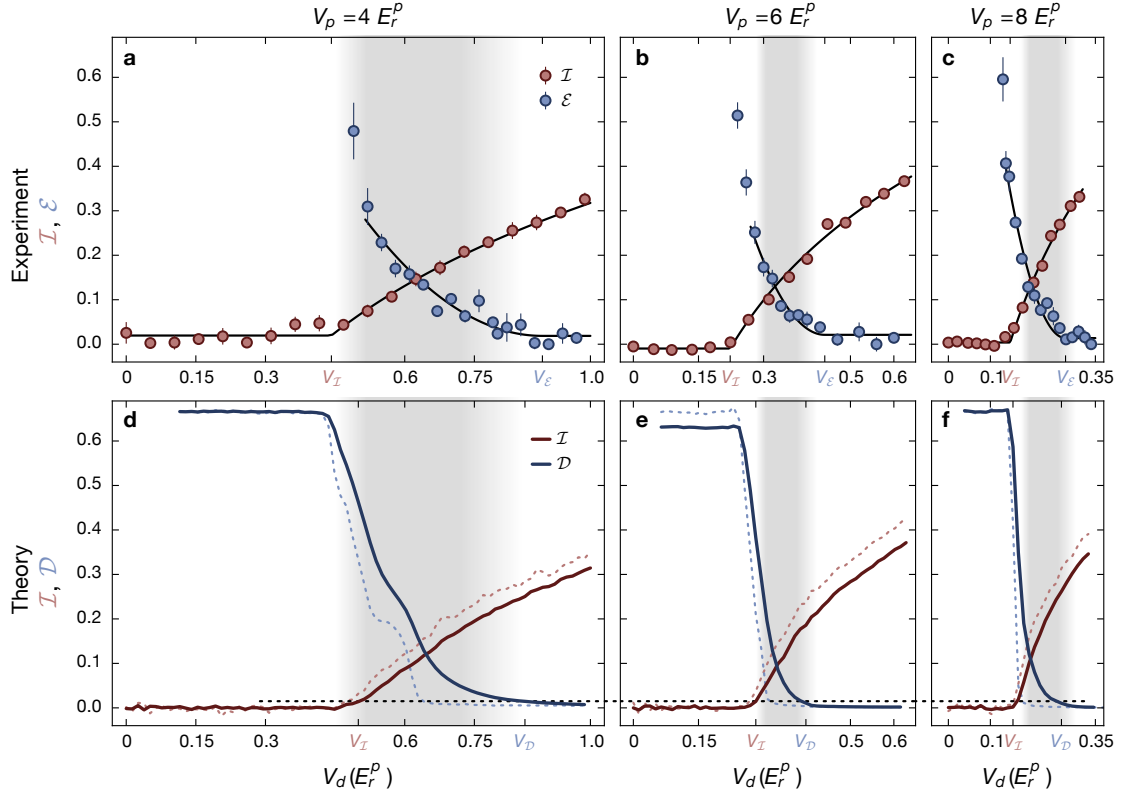 V_p = 4 E_r^p
V_p = 6 E_r^p
V_p = 8 E_r^p
Experiment
I, E
a
I
E
0.6
0.5
0.4
0.3
0.2
0.1
0.0
0 0.15 0.3 V_I 0.6 0.75 V_E 1.0
b
0 0.15 V_I 0.3 V_E 0.5 0.6
c
0 0.1 V_I V_E 0.35
Theory
I, D
d
I
D
0.6
0.5
0.4
0.3
0.2
0.1
0.0
0 0.15 0.3 V_I 0.6 0.75 V_D 1.0
V_d(E_r^p)
e
0 0.15 V_I V_D 0.5 0.6
V_d(E_r^p)
f
0 0.1 V_I V_D 0.35
V_d(E_r^p)